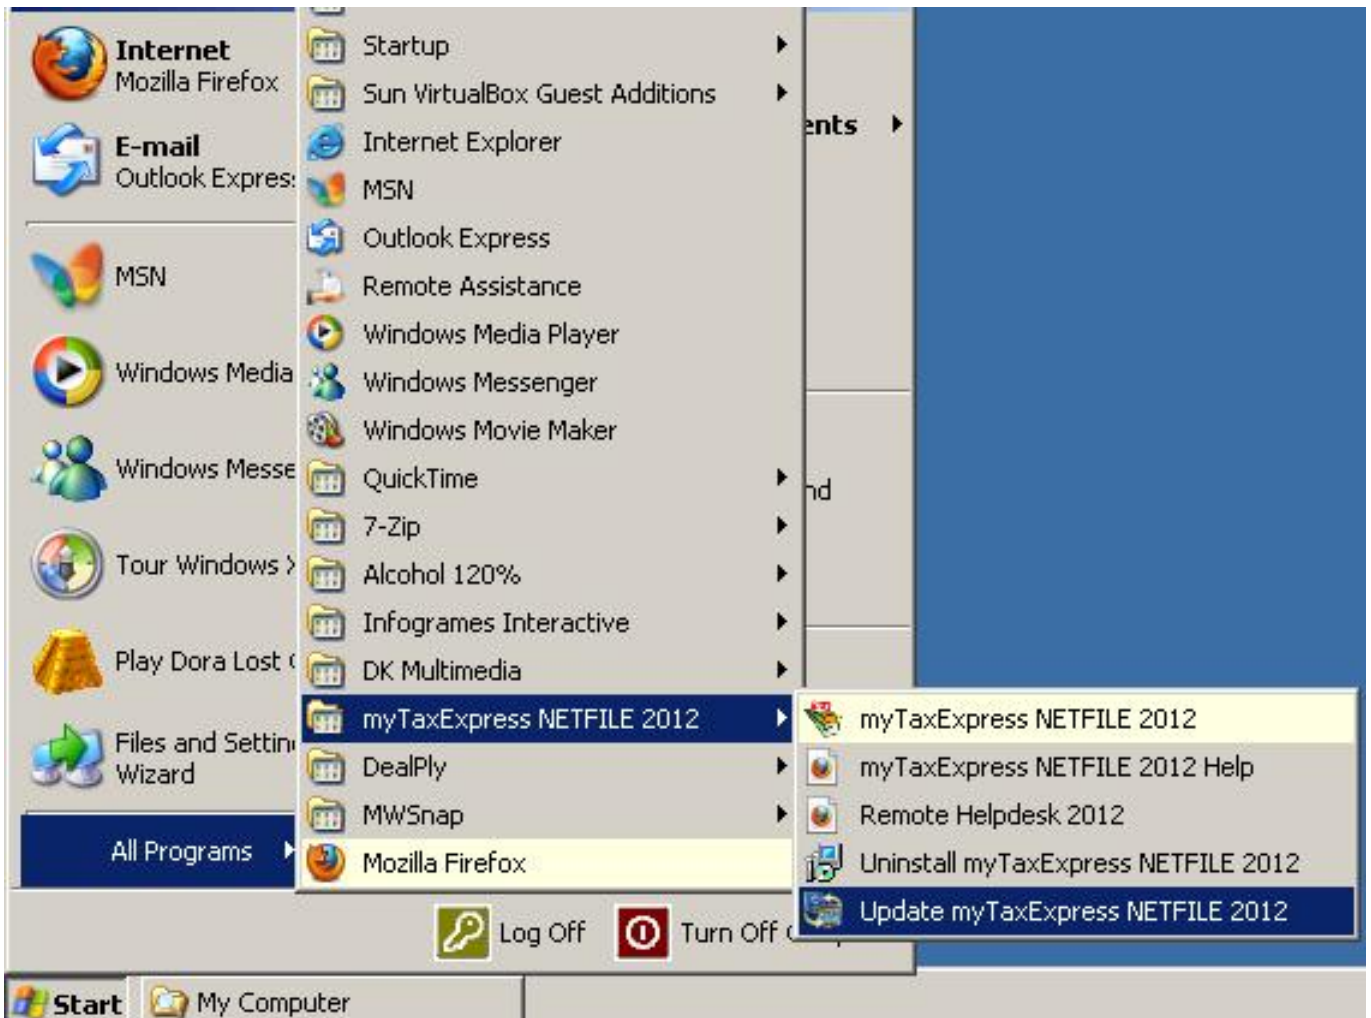 Internet
Mozilla Firefox
E-mail
Outlook Expres
MSN
Windows Media
Windows Messe
Tour Windows
Play Dora Lost
Files and Settin
Wizard
All Programs
Startup
Sun VirtualBox Guest Additions
Internet Explorer
MSN
Outlook Express
Remote Assistance
Windows Media Player
Windows Messenger
Windows Movie Maker
QuickTime
7-Zip
Alcohol 120%
Infogrames Interactive
DK Multimedia
myTaxExpress NETFILE 2012
DealPly
MWSnap
Mozilla Firefox
ents
nd
myTaxExpress NETFILE 2012
myTaxExpress NETFILE 2012 Help
Remote Helpdesk 2012
Uninstall myTaxExpress NETFILE 2012
Update myTaxExpress NETFILE 2012
Log Off
Turn Off
Start
My Computer